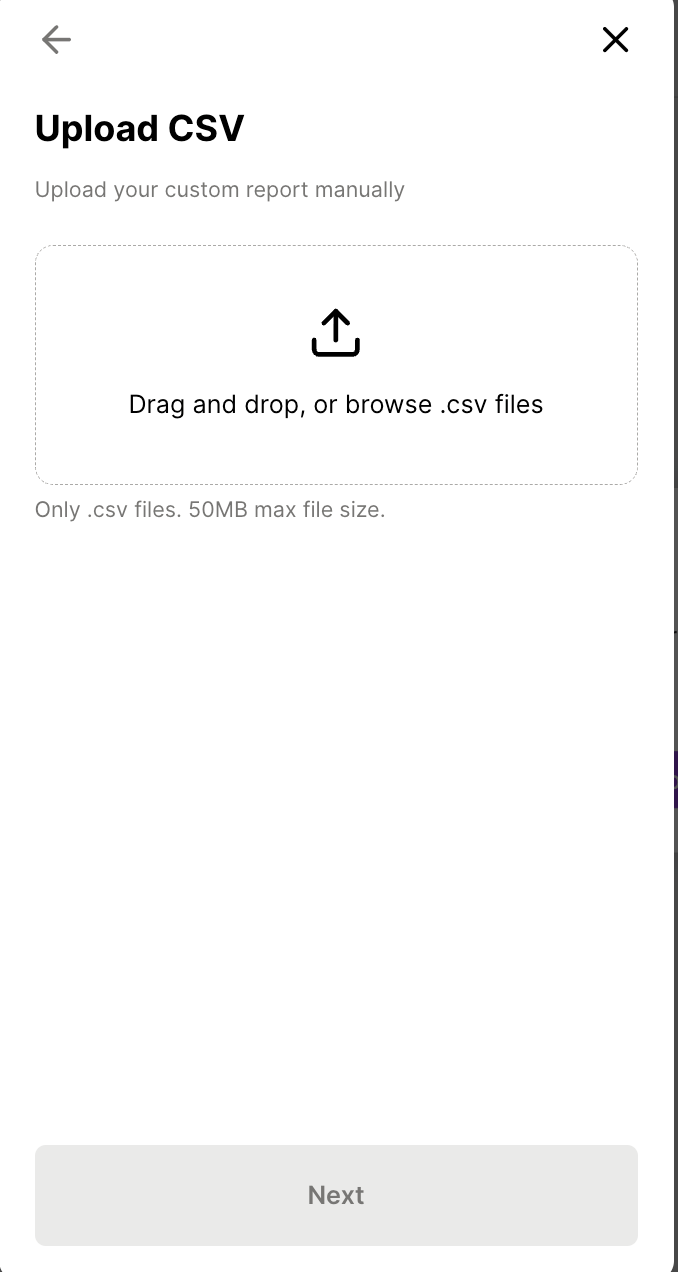 Upload CSV
Upload your custom report manually
Drag and drop, or browse .csv files
Only .csv files. 50MB max file size.
Next